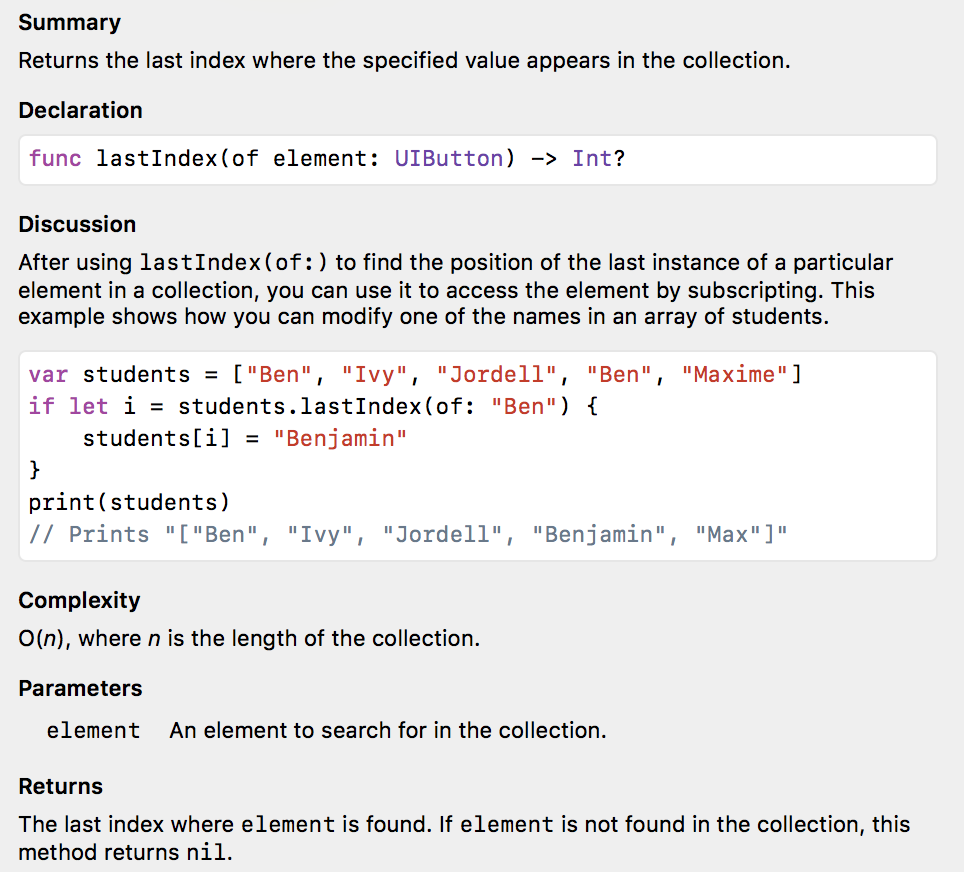 Summary
Returns the last index where the specified value appears in the collection.
Declaration
func lastIndex(of element: UIButton) -> Int?
Discussion
After using lastIndex(of:) to find the position of the last instance of a particular
element in a collection, you can use it to access the element by subscripting. This
example shows how you can modify one of the names in an array of students.
var students = ["Ben", "Ivy", "Jordell", "Ben", "Maxime"]
if let i = students.lastIndex(of: "Ben") {
    students[i] = "Benjamin"
}
print(students)
// Prints "["Ben", "Ivy", "Jordell", "Benjamin", "Max"]"
Complexity
O(n), where n is the length of the collection.
Parameters
element An element to search for in the collection.
Returns
The last index where element is found. If element is not found in the collection, this
method returns nil.